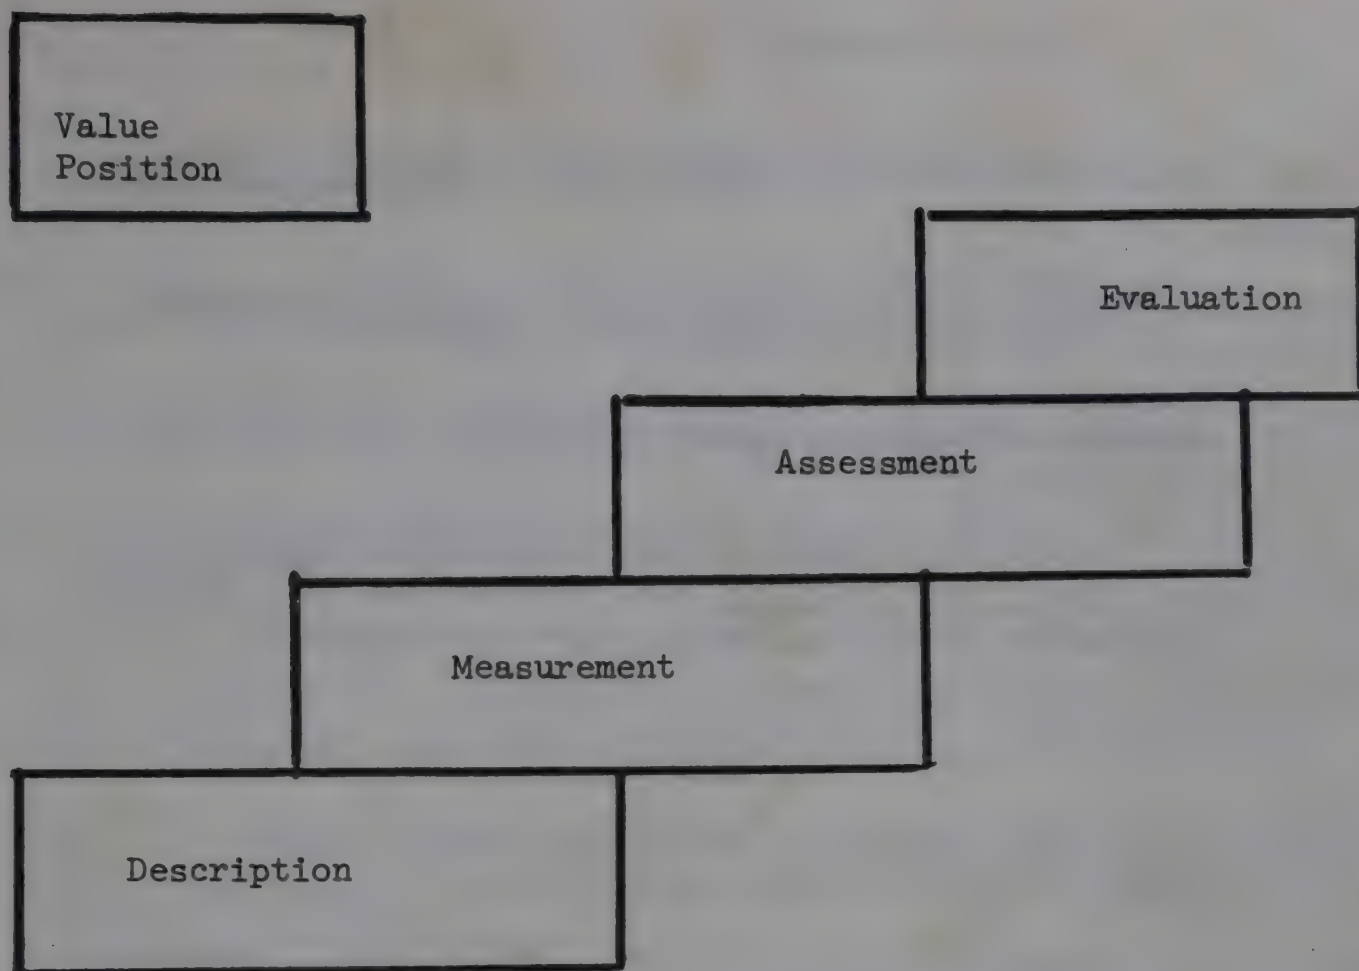 Value
Position
Evaluation
Assessment
Measurement
Description